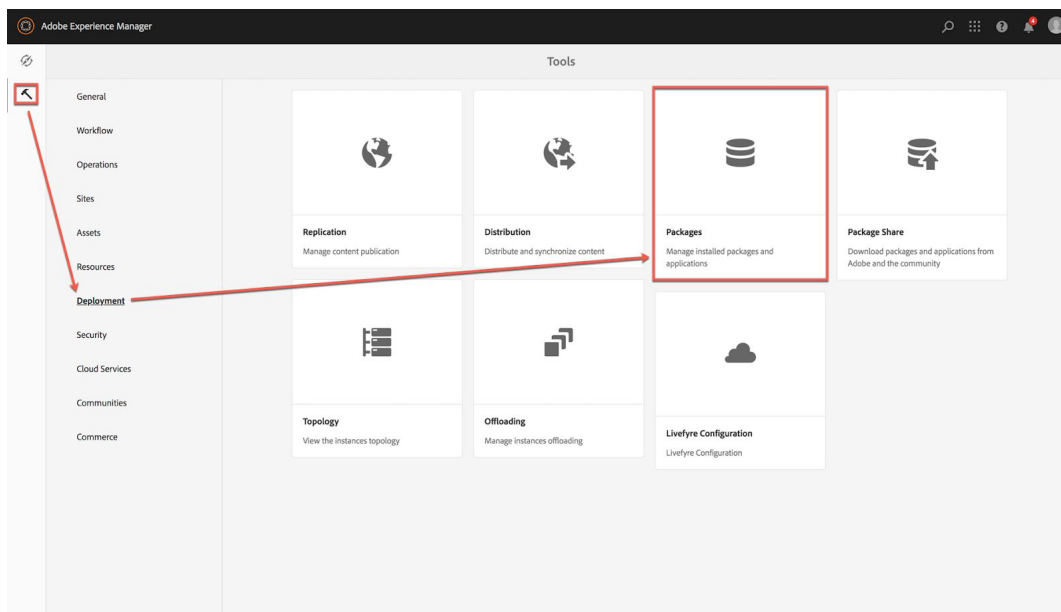 Adobe Experience Manager
4
Tools
General
Workflow
Operations
Sites
Assets
Resources
Deployment
Security
Cloud Services
Communities
Commerce
Replication
Manage content publication
Distribution
Distribute and synchronize content
Packages
Manage installed packages and
applications
Package Share
Download packages and applications from
Adobe and the community
Topology
View the instances topology
Offloading
Manage instances offloading
Livefyre Configuration
Livefyre Configuration